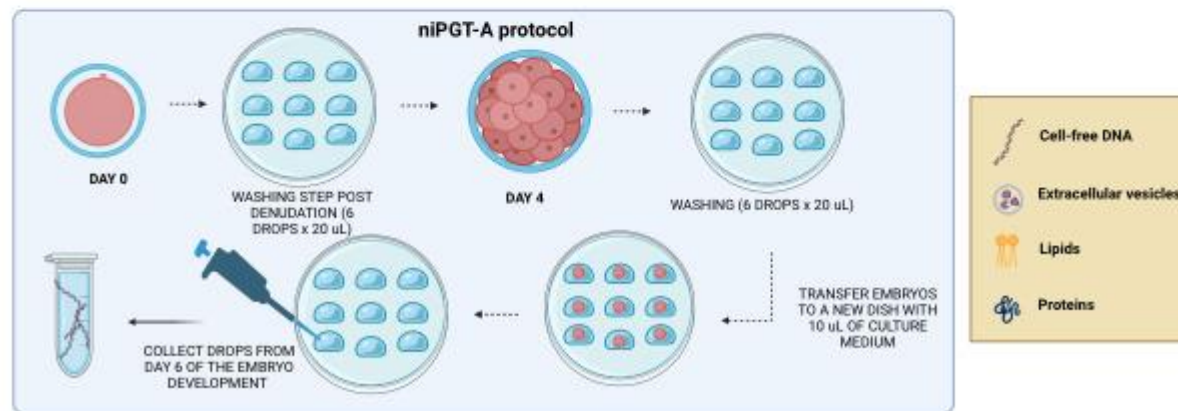 niPGT-A protocol
DAY 0
WASHING STEP POST
DENUDATION (6
DROPS x 20 uL)
DAY 4
WASHING (6 DROPS x 20 uL)
TRANSFER EMBRYOS
TO A NEW DISH WITH
10 uL OF CULTURE
MEDIUM
COLLECT DROPS FROM
DAY 6 OF THE EMBRYO
DEVELOPMENT
Cell-free DNA
Extracellular vesicles
Lipids
Proteins